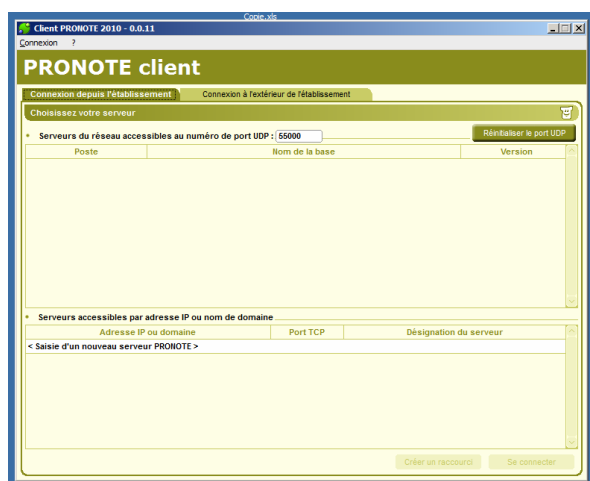 Copie.xls
Client PRONOTE 2010 - 0.0.11
Connexion ?
PRONOTE client
Connexion depuis l'établissement Connexion à l'extérieur de l'établissement
Choisissez votre serveur
Serveurs du réseau accessibles au numéro de port UDP : 55000 Réinitialiser le port UDP
Poste Nom de la base Version
Serveurs accessibles par adresse IP ou nom de domaine
Adresse IP ou domaine Port TCP Désignation du serveur
< Saisie d'un nouveau serveur PRONOTE >
Créer un raccourci Se connecter